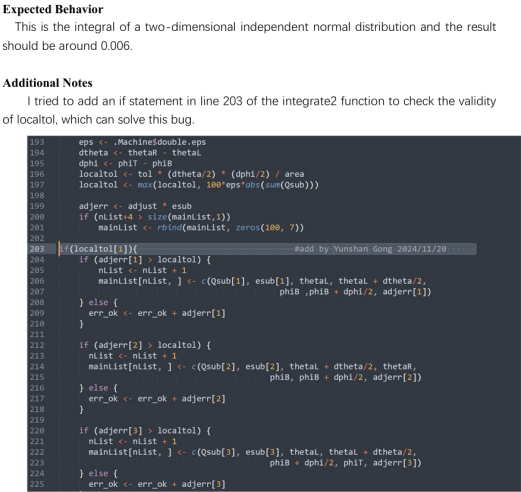 Expected Behavior
This is the integral of a two-dimensional independent normal distribution and the result
should be around 0.006.
Additional Notes
I tried to add an if statement in line 203 of the integrate2 function to check the validity
of localtol, which can solve this bug.
193 eps <- .Machine$double.eps
194 dtheta <- thetaR - thetaL
195 dphi <- phiT - phiB
196 localtol <- tol * (dtheta/2) * (dphi/2) / area
197 localtol <- max(localtol, 100*eps*abs(sum(Qsub)))
198
199 adjerr <- adjust * esub
200 if (nList+4 > size(mainList,1))
201 mainList <- rbind(mainList, zeros(100, 7))
202
203 if(localtol[1]){ #add by Yunshan Gong 2024/11/20
204 if (adjerr[1] > localtol) {
205 nList <- nList + 1
206 mainList[nList, ] <- c(Qsub[1], esub[1], thetaL, thetaL + dtheta/2,
207 phiB ,phiB + dphi/2, adjerr[1])
208 } else {
209 err_ok <- err_ok + adjerr[1]
210 }
211
212 if (adjerr[2] > localtol) {
213 nList <- nList + 1
214 mainList[nList, ] <- c(Qsub[2], esub[2], thetaL + dtheta/2, thetaR,
215 phiB, phiB + dphi/2, adjerr[2])
216 } else {
217 err_ok <- err_ok + adjerr[2]
218 }
219
220 if (adjerr[3] > localtol) {
221 nList <- nList + 1
222 mainList[nList, ] <- c(Qsub[3], esub[3], thetaL, thetaL + dtheta/2,
223 phiB + dphi/2, phiT, adjerr[3])
224 } else {
225 err_ok <- err_ok + adjerr[3]